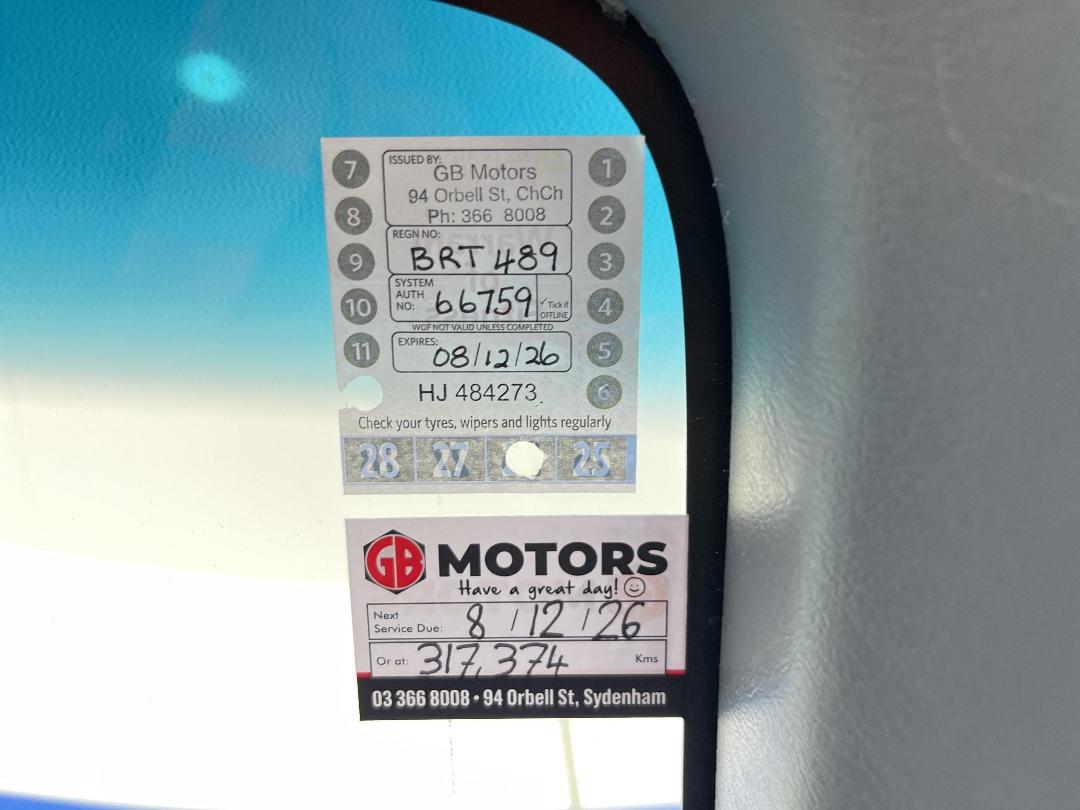 7
8
9
10
11
ISSUED BY:
GB Motors
94 Orbell St, ChCh
Ph: 366 8008
REGN NO:
BRT 489
SYSTEM
AUTH
NO: 66759
✓ Tick if
OFFLINE
WOF NOT VALID UNLESS COMPLETED
EXPIRES: 08/12/26
HJ 484273
1
2
3
4
5
6
Check your tyres, wipers and lights regularly
28 27 25
GB MOTORS
Have a great day!
Next
Service Due: 8 / 12 / 26
Or at: 317,374 Kms
03 366 8008 • 94 Orbell St, Sydenham